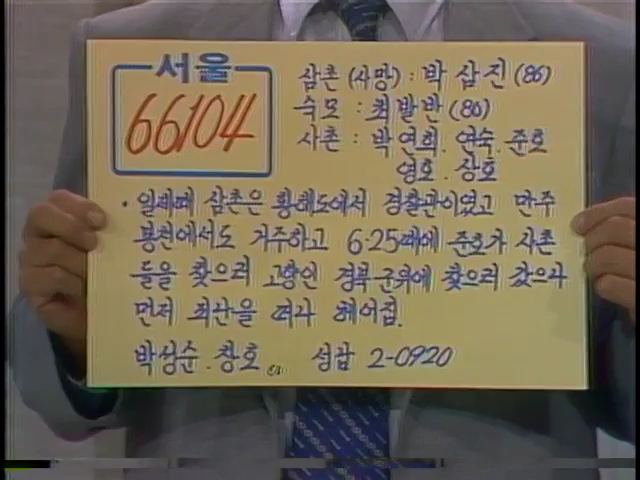 서울
66104
삼촌 (사망) : 박삼진 (86)
숙모 : 최발반 (80)
사촌 : 박연희. 연숙. 준호
영호. 상호
· 일제때 삼촌은 황해도에서 경찰관이였고 만주
봉천에서도 거주하고 6·25때에 준호가 사촌
들을 찾으러 고향인 경북 군위에 찾으러 갔으나
먼저 피난을 떠나 헤어짐.
박성순. 창호 성남 2-0920